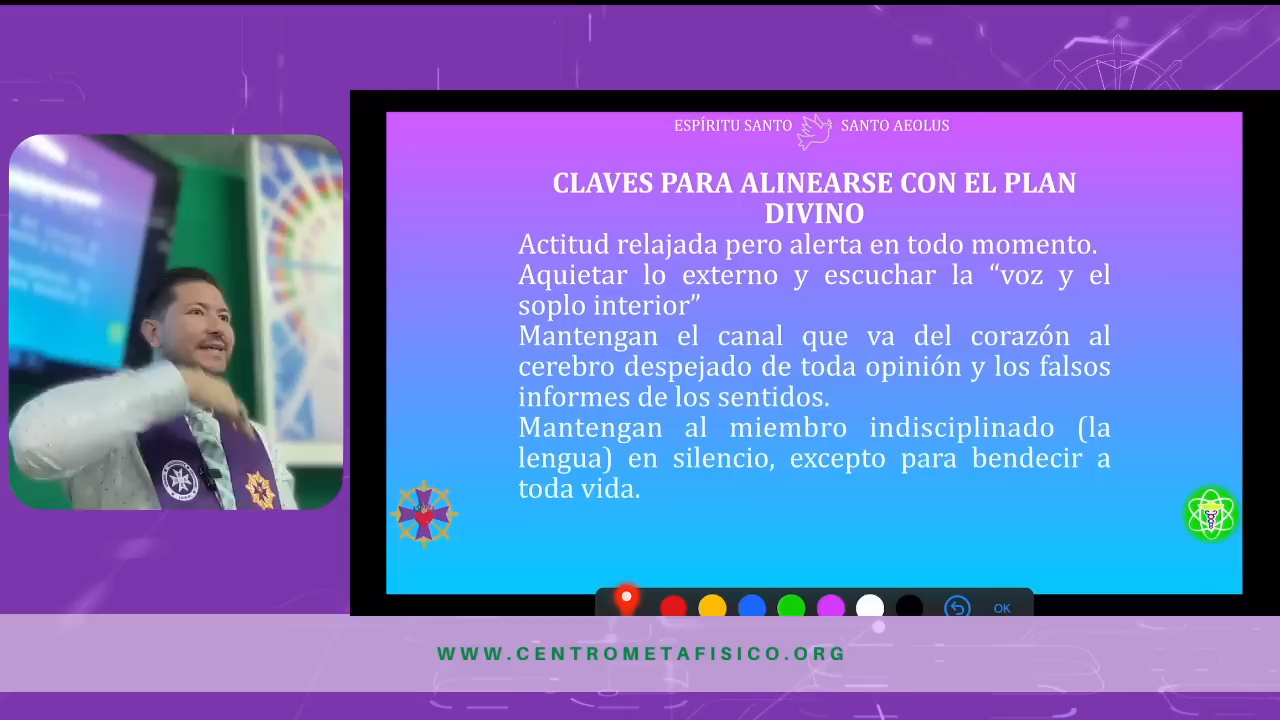 ESPÍRITU SANTO SANTO AEOLUS
CLAVES PARA ALINEARSE CON EL PLAN
DIVINO
Actitud relajada pero alerta en todo momento.
Aquietar lo externo y escuchar la “voz y el
soplo interior”
Mantengan el canal que va del corazón al
cerebro despejado de toda opinión y los falsos
informes de los sentidos.
Mantengan al miembro indisciplinado (la
lengua) en silencio, excepto para bendecir a
toda vida.
OK
WWW.CENTROMETAFISICO.ORG